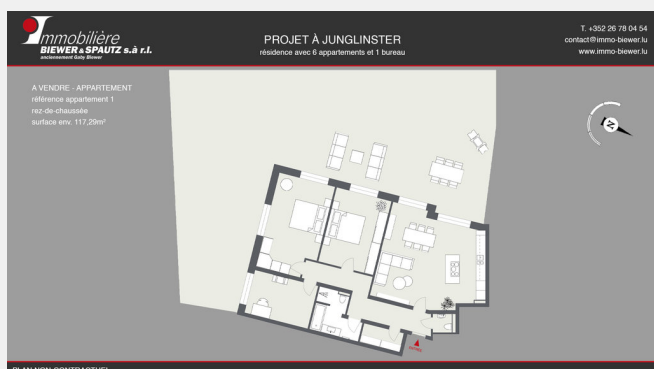 Immobilière
BIEWER & SPAUTZ s.à r.l.
anciennement Gaby Biewer
PROJET À JUNGLINSTER
résidence avec 6 appartements et 1 bureau
T. +352 26 78 04 54
contact@immo-biewer.lu
www.immo-biewer.lu
A VENDRE - APPARTEMENT
référence appartement 1
rez-de-chaussée
surface env. 117,29m²
N
PLAN NON CONTRACTUEL